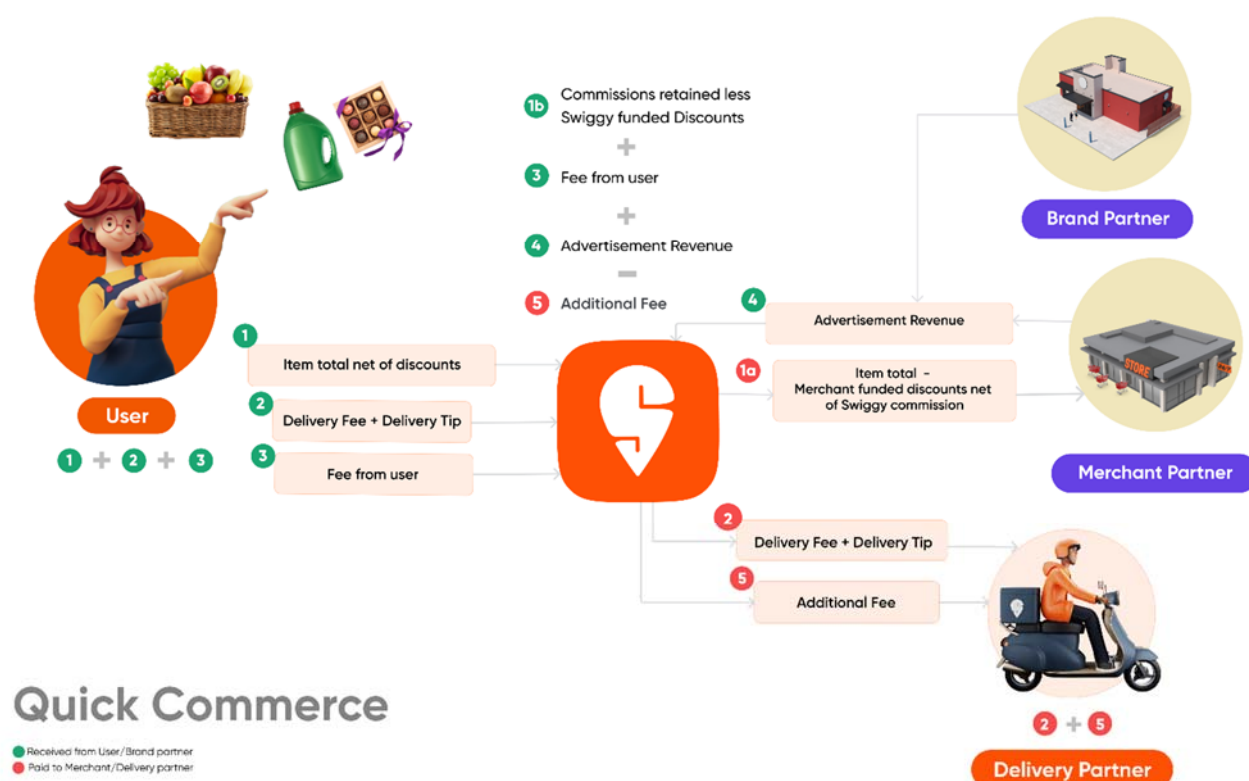 1b
Commissions retained less
Swiggy funded Discounts
+
3
Fee from user
+
4
Advertisement Revenue
−
5
Additional Fee
Brand Partner
4
Advertisement Revenue
STORE
1
Item total net of discounts
1a
Item total -
Merchant funded discounts net
of Swiggy commission
User
2
Delivery Fee + Delivery Tip
1 + 2 + 3
3
Fee from user
Merchant Partner
2
Delivery Fee + Delivery Tip
5
Additional Fee
Quick Commerce
Received from User/Brand partner
Paid to Merchant/Delivery partner
2 + 5
Delivery Partner